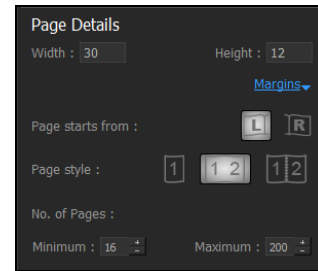 Page Details
Width : 30 Height : 12
Margins
Page starts from : L R
Page style : 1 1 2 1 2
No. of Pages :
Minimum : 16 Maximum : 200